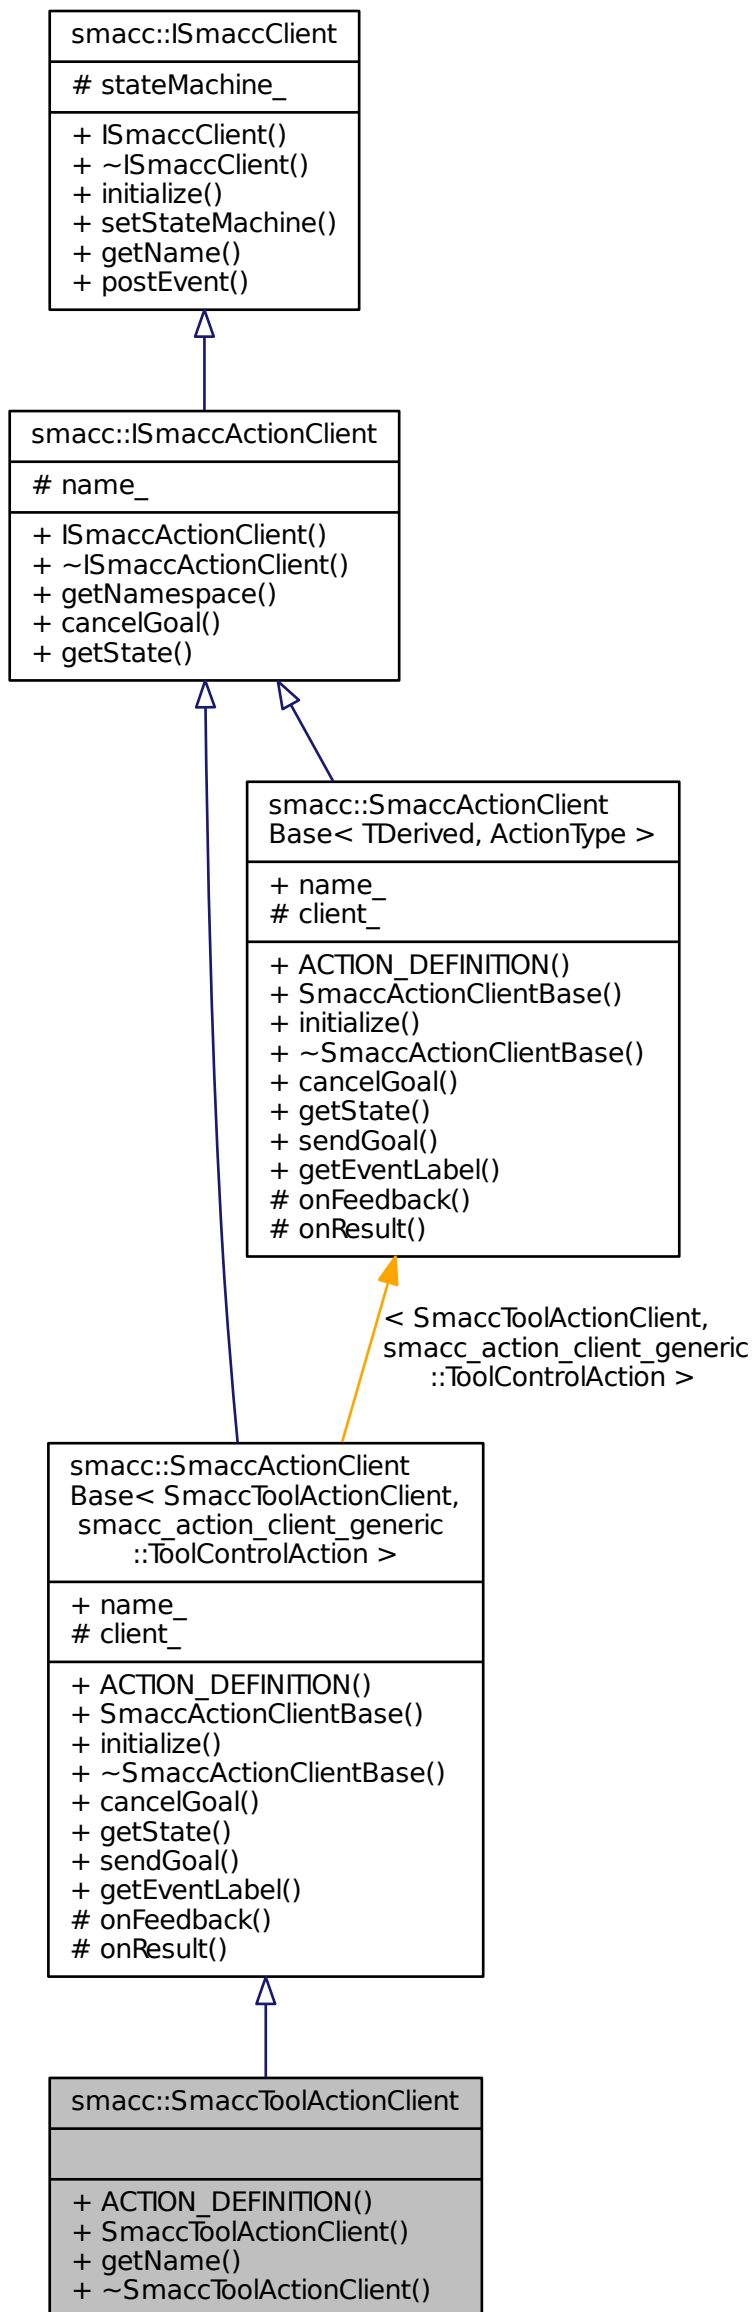 smacc::ISmaccClient
# stateMachine_
+ ISmaccClient()
+ ~ISmaccClient()
+ initialize()
+ setStateMachine()
+ getName()
+ postEvent()
smacc::ISmaccActionClient
# name_
+ ISmaccActionClient()
+ ~ISmaccActionClient()
+ getNamespace()
+ cancelGoal()
+ getState()
smacc::SmaccActionClient
Base< TDerived, ActionType >
+ name_
# client_
+ ACTION_DEFINITION()
+ SmaccActionClientBase()
+ initialize()
+ ~SmaccActionClientBase()
+ cancelGoal()
+ getState()
+ sendGoal()
+ getEventLabel()
# onFeedback()
# onResult()
< SmaccToolActionClient,
smacc_action_client_generic
::ToolControlAction >
smacc::SmaccActionClient
Base< SmaccToolActionClient,
smacc_action_client_generic
::ToolControlAction >
+ name_
# client_
+ ACTION_DEFINITION()
+ SmaccActionClientBase()
+ initialize()
+ ~SmaccActionClientBase()
+ cancelGoal()
+ getState()
+ sendGoal()
+ getEventLabel()
# onFeedback()
# onResult()
smacc::SmaccToolActionClient
+ ACTION_DEFINITION()
+ SmaccToolActionClient()
+ getName()
+ ~SmaccToolActionClient()